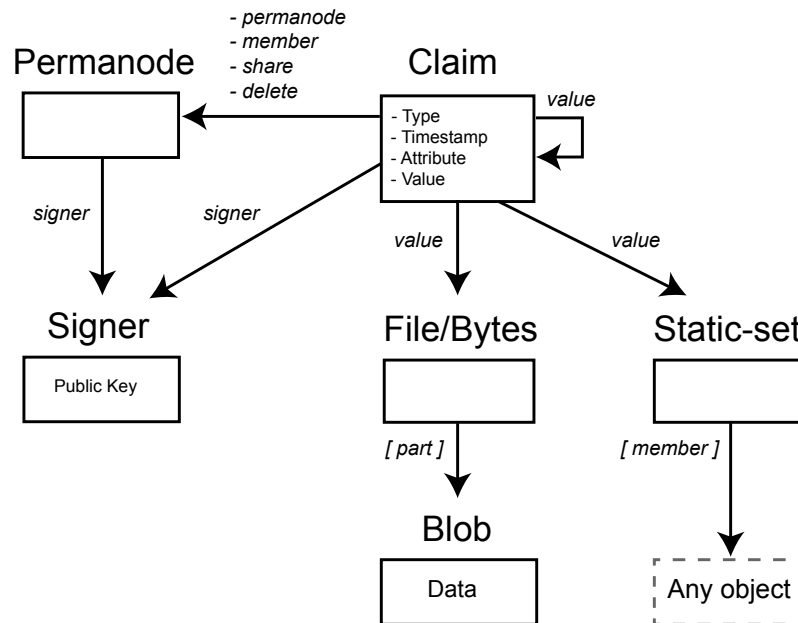 - permanode
- member
- share
- delete
Permanode
Claim
- Type
- Timestamp
- Attribute
- Value
value
signer
signer
value
value
Signer
File/Bytes
Static-set
Public Key
[ part ]
[ member ]
Blob
Data
Any object